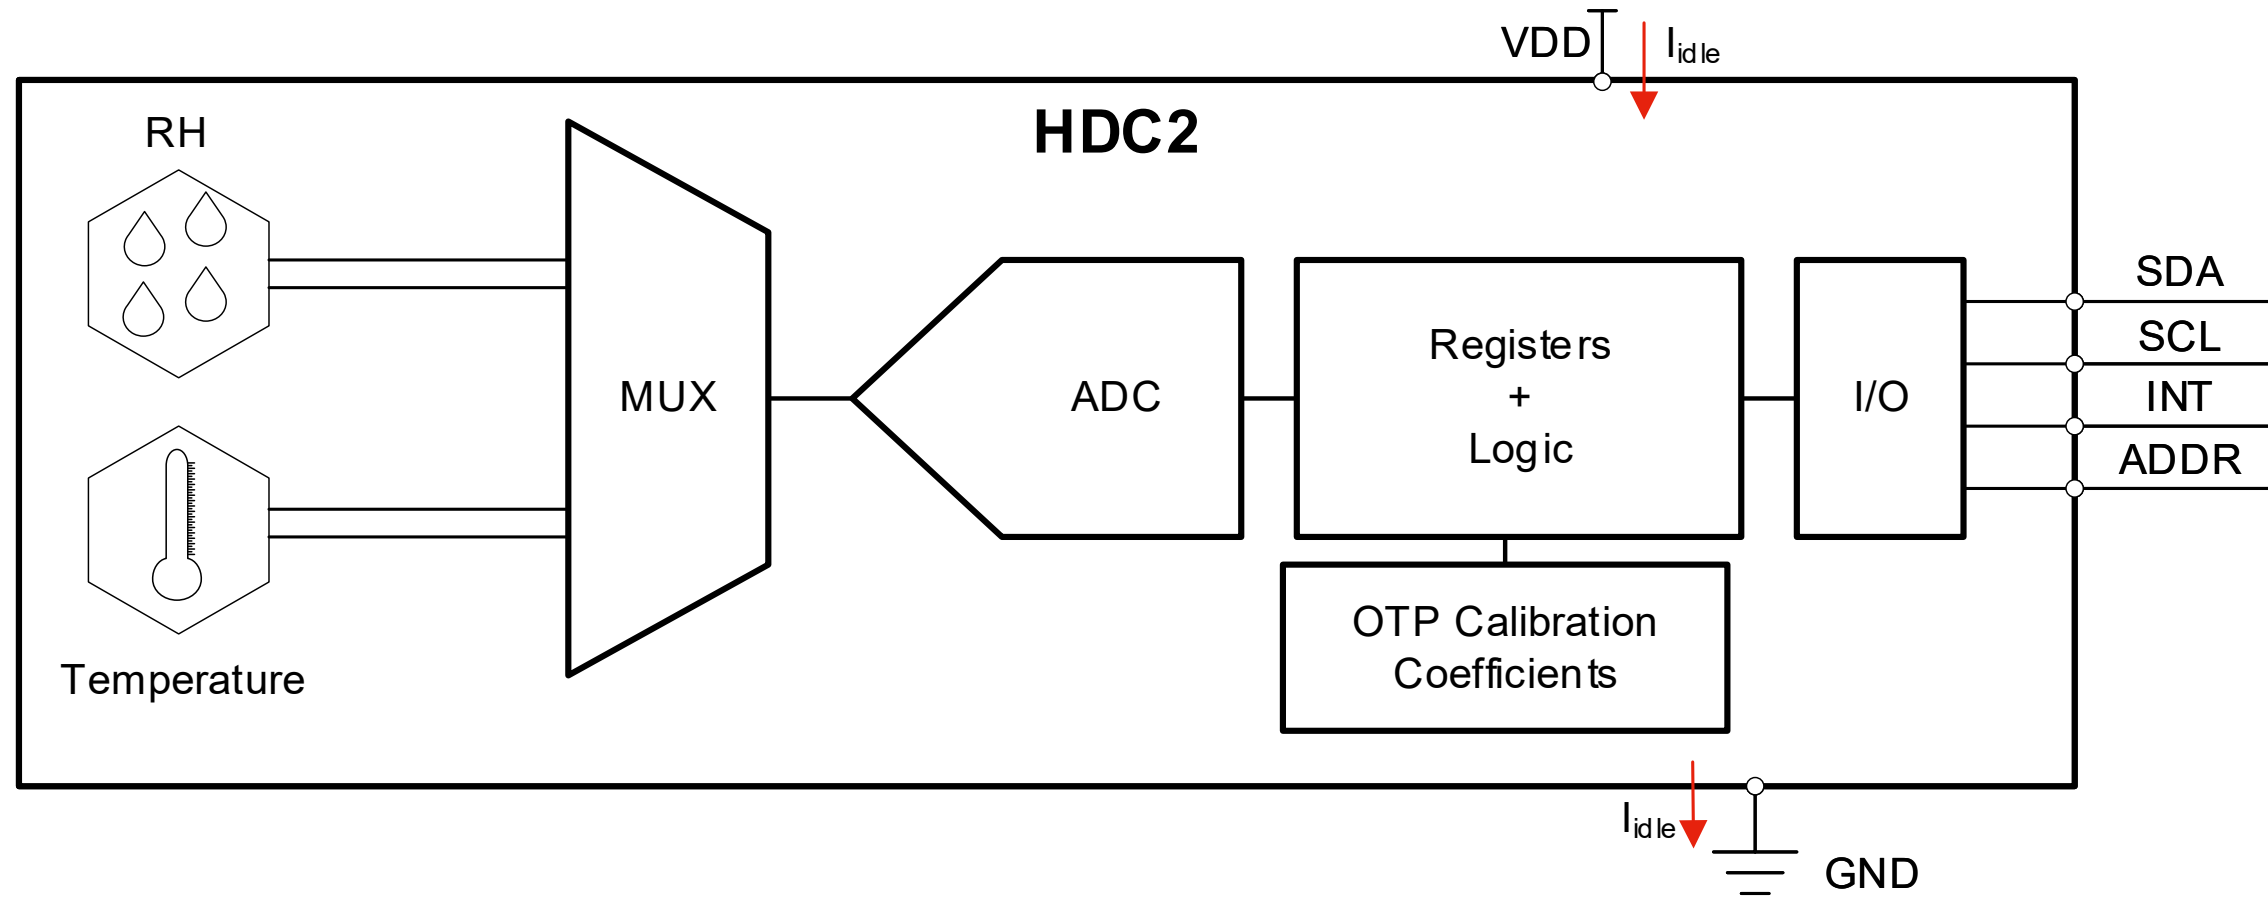 VDD
Iidle
HDC2
RH
SDA
SCL
INT
ADDR
MUX
ADC
Registers
+
Logic
I/O
OTP Calibration
Coefficients
Temperature
Iidle
GND